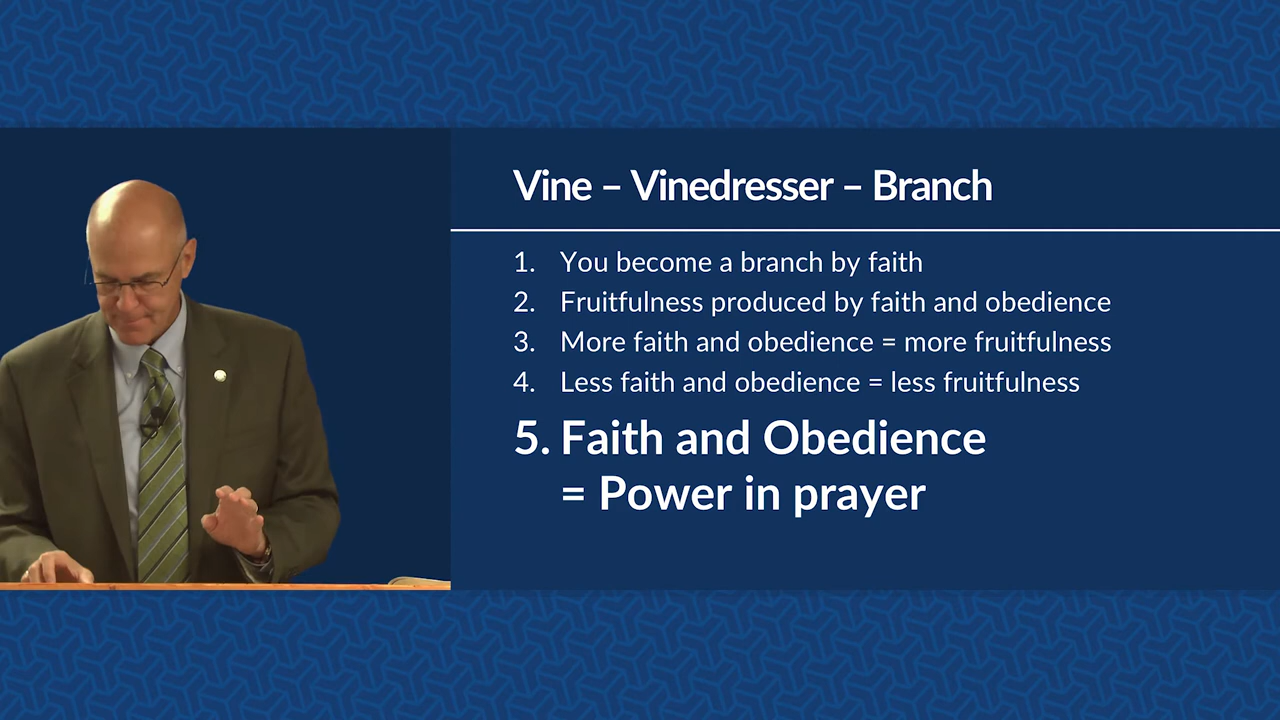 Vine – Vinedresser – Branch
1. You become a branch by faith
2. Fruitfulness produced by faith and obedience
3. More faith and obedience = more fruitfulness
4. Less faith and obedience = less fruitfulness
5. Faith and Obedience
= Power in prayer